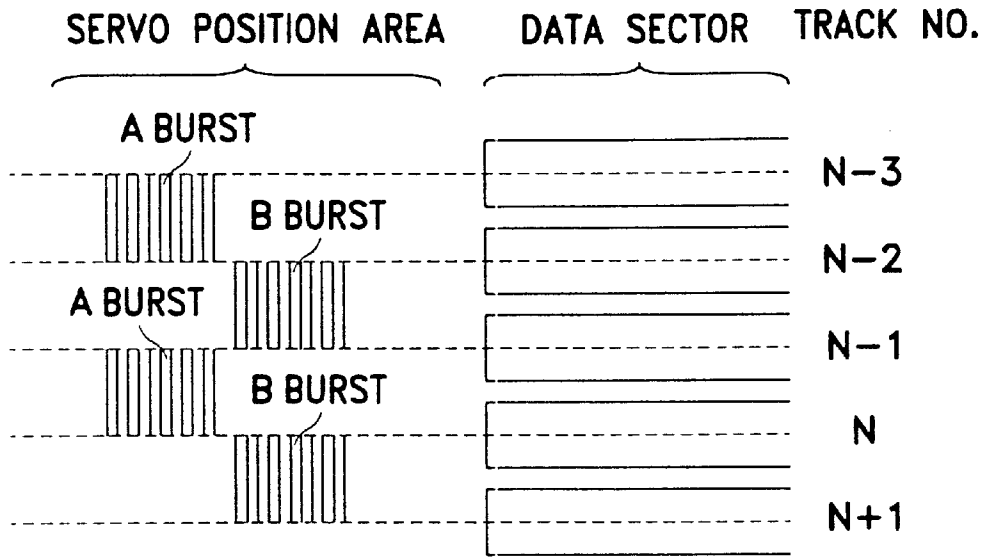 SERVO POSITION AREA DATA SECTOR TRACK NO.
A BURST
N-3
B BURST
N-2
A BURST
N-1
B BURST
N
N+1